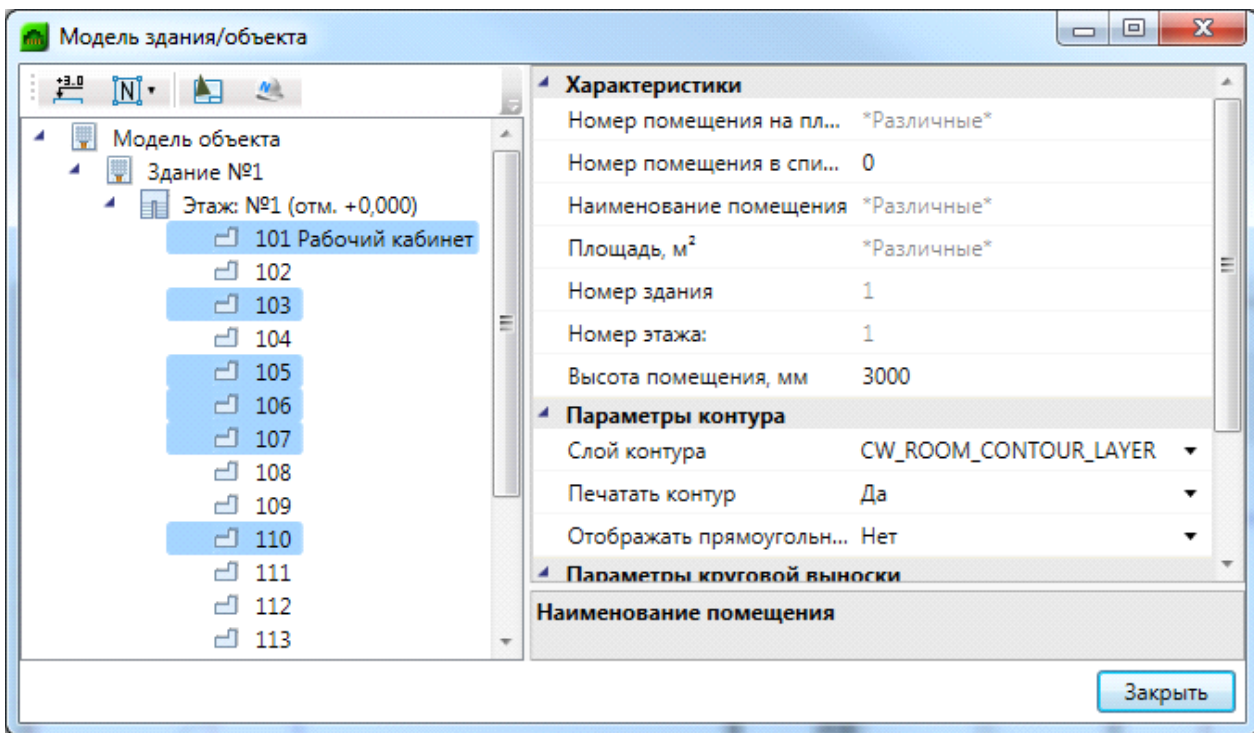 Модель здания/объекта
+3.0
N
Модель объекта
Здание №1
Этаж: №1 (отм. +0,000)
101 Рабочий кабинет
102
103
104
105
106
107
108
109
110
111
112
113
Характеристики
Номер помещения на пл... *Различные*
Номер помещения в спи... 0
Наименование помещения *Различные*
Площадь, м² *Различные*
Номер здания 1
Номер этажа: 1
Высота помещения, мм 3000
Параметры контура
Слой контура CW_ROOM_CONTOUR_LAYER
Печатать контур Да
Отображать прямоугольн... Нет
Параметры круговой выноски
Наименование помещения
Закрыть